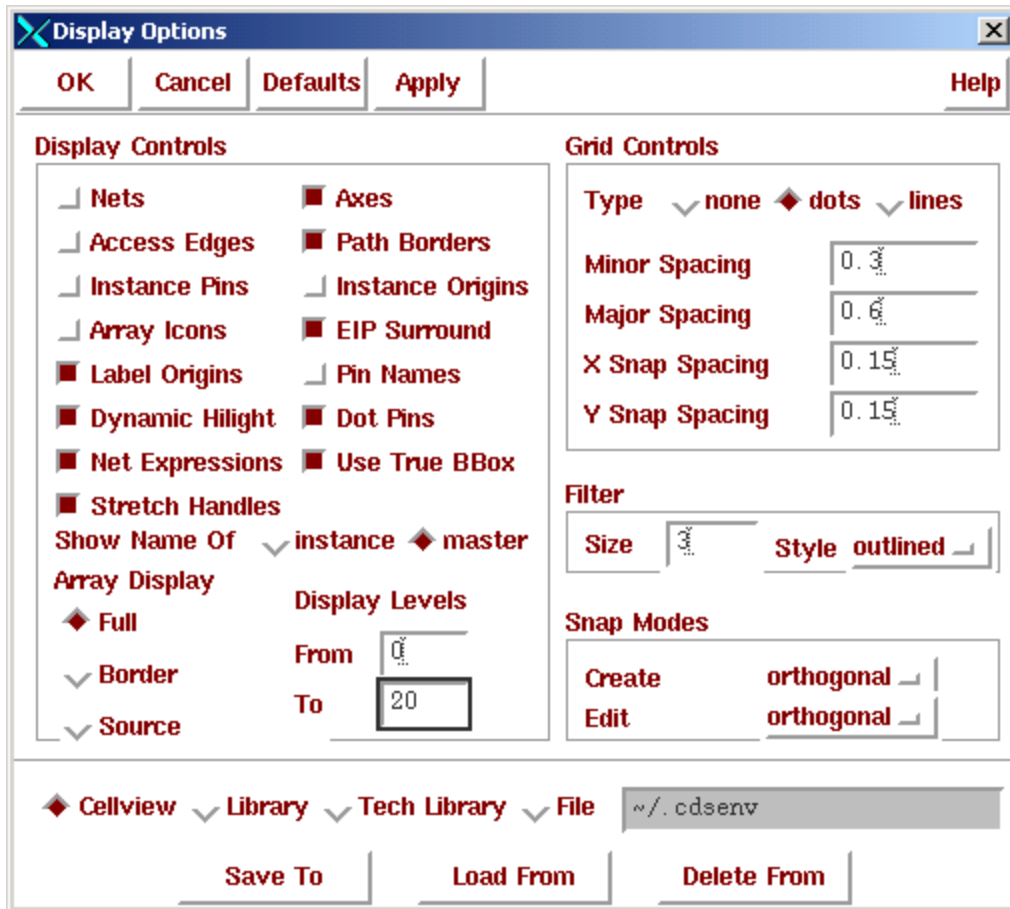 Display Options
OK Cancel Defaults Apply Help
Display Controls
Nets Axes
Access Edges Path Borders
Instance Pins Instance Origins
Array Icons EIP Surround
Label Origins Pin Names
Dynamic Hilight Dot Pins
Net Expressions Use True BBox
Stretch Handles
Show Name Of instance master
Array Display
Full
Border
Source
Display Levels
From 0
To 20
Grid Controls
Type none dots lines
Minor Spacing 0.3
Major Spacing 0.6
X Snap Spacing 0.15
Y Snap Spacing 0.15
Filter
Size 3 Style outlined
Snap Modes
Create orthogonal
Edit orthogonal
Cellview Library Tech Library File ~/.cdsenv
Save To Load From Delete From